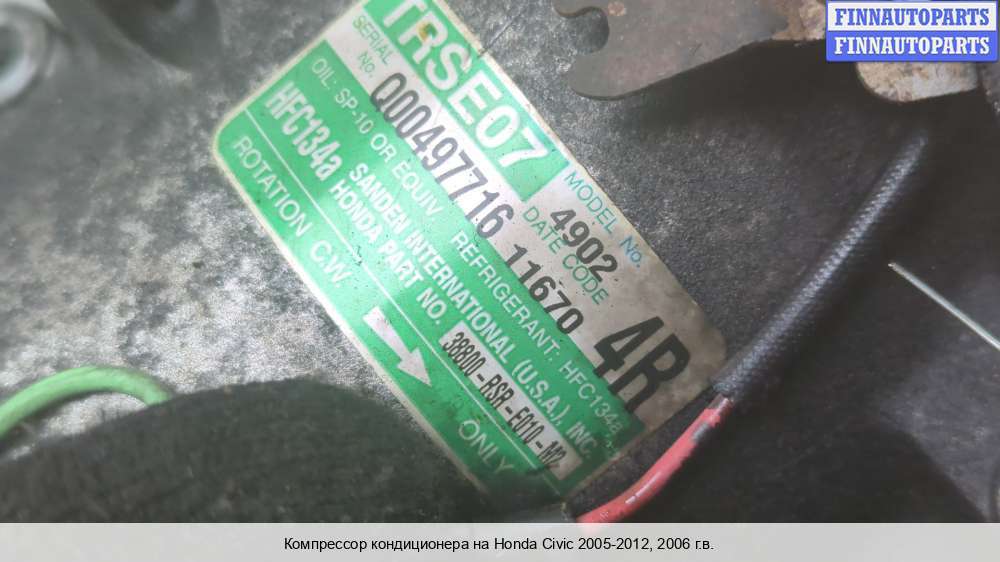 FINNAUTOPARTS
FINNAUTOPARTS
TRSE07
MODEL No.
4902
SERIAL No.
DATE CODE
Q000497716 11670
4R
OIL: SP-10 OR EQUIV. REFRIGERANT: HFC134a
HFC134a
SANDEN INTERNATIONAL (U.S.A.), INC.
HONDA PART NO. 38800-RSR-E010-M2
ROTATION C.W. ONLY
Компрессор кондиционера на Honda Civic 2005-2012, 2006 г.в.